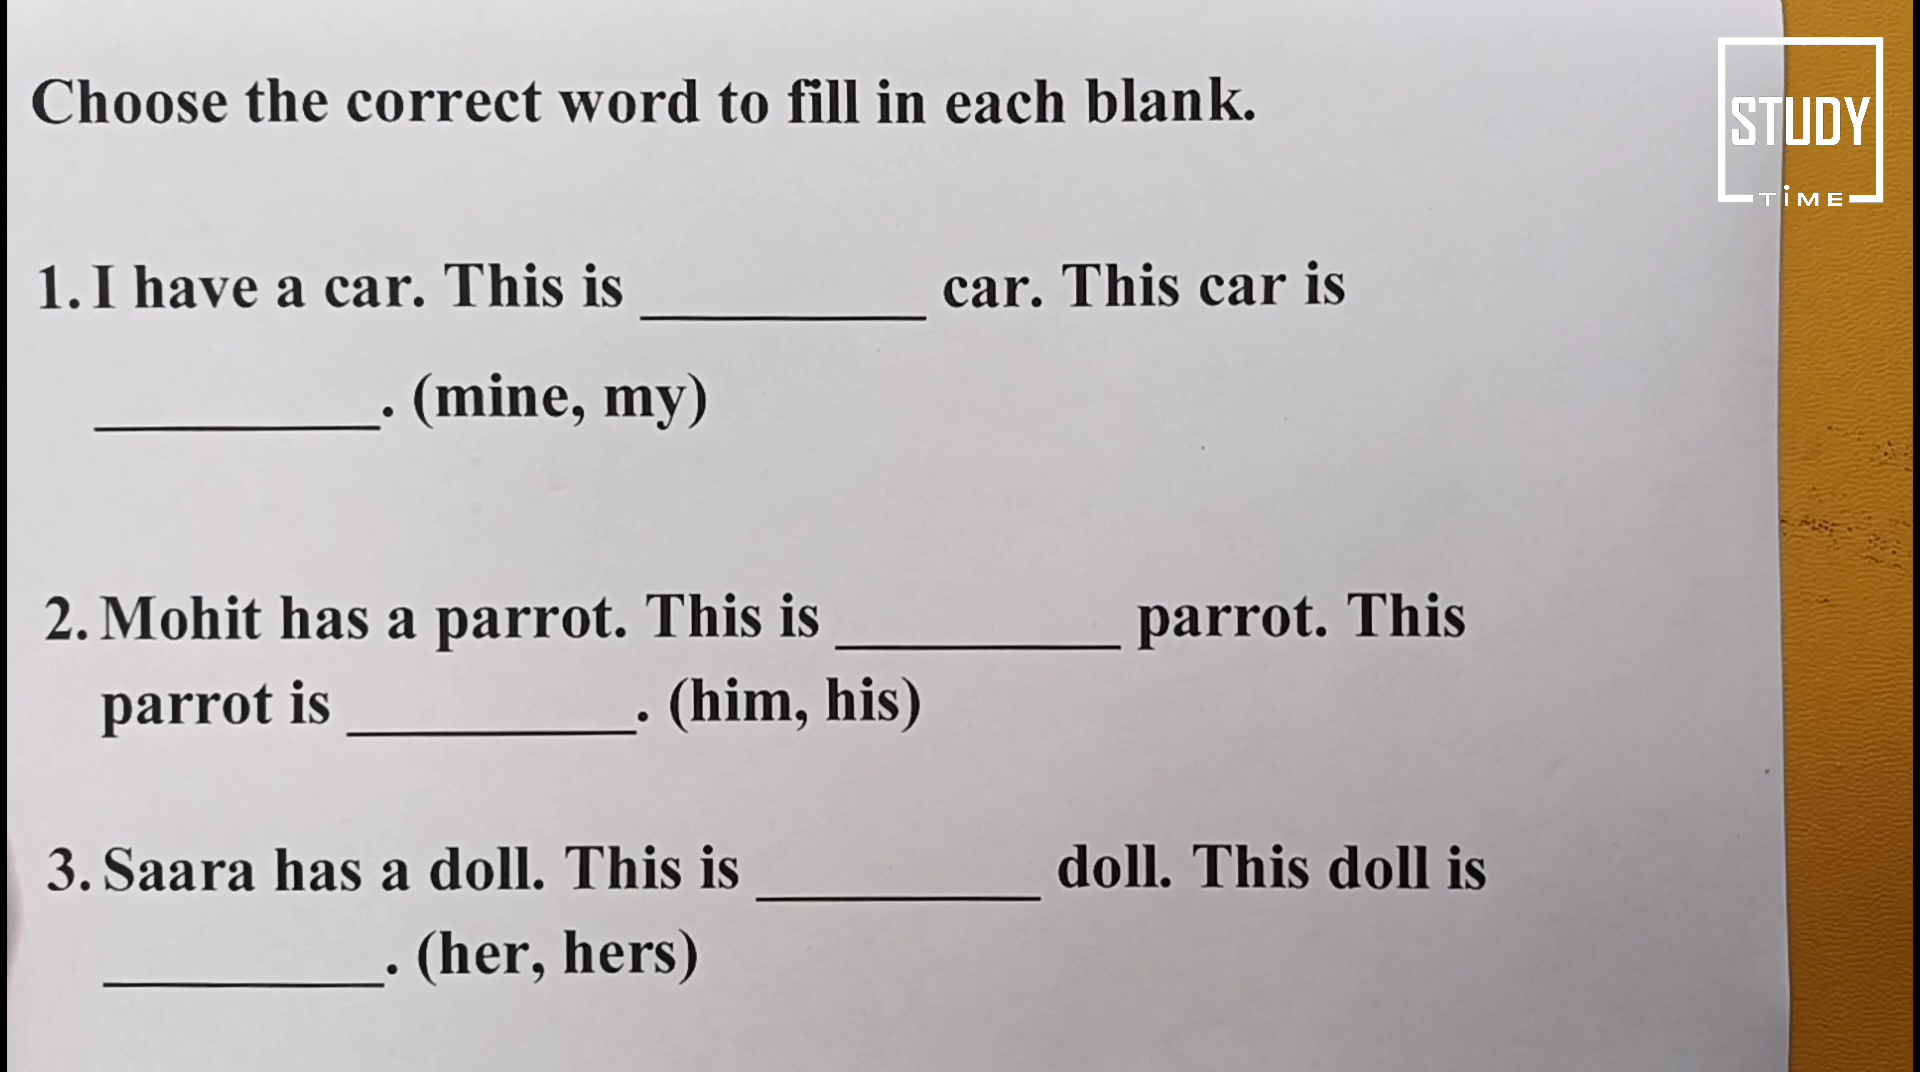 Choose the correct word to fill in each blank.
STUDY
TiME
1. I have a car. This is __________ car. This car is
__________. (mine, my)
2. Mohit has a parrot. This is __________ parrot. This
parrot is __________. (him, his)
3. Saara has a doll. This is __________ doll. This doll is
__________. (her, hers)